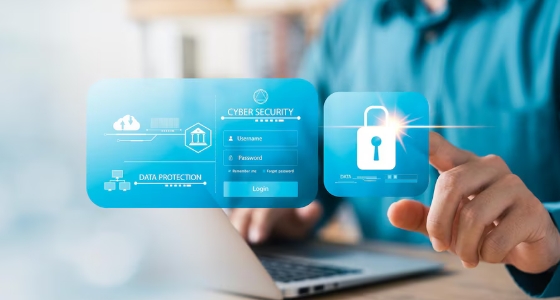 CYBER SECURITY
Username
Password
Remember me Forgot password
Login
DATA PROTECTION
DATA